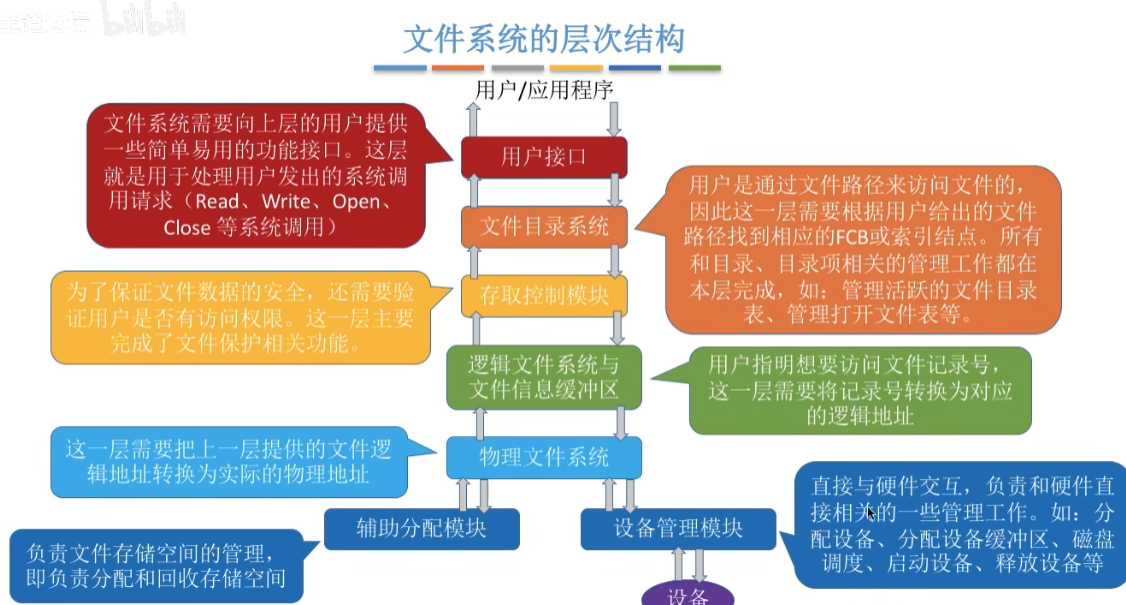 王道论坛 bilibili
文件系统的层次结构
用户/应用程序
文件系统需要向上层的用户提供
一些简单易用的功能接口。这层
就是用于处理用户发出的系统调
用请求（Read、Write、Open、
Close 等系统调用）
用户接口
用户是通过文件路径来访问文件的，
因此这一层需要根据用户给出的文件
路径找到相应的FCB或索引结点。所有
和目录、目录项相关的管理工作都在
本层完成，如：管理活跃的文件目录
表、管理打开文件表等。
文件目录系统
为了保证文件数据的安全，还需要验
证用户是否有访问权限。这一层主要
完成了文件保护相关功能。
存取控制模块
逻辑文件系统与
文件信息缓冲区
用户指明想要访问文件记录号，
这一层需要将记录号转换为对应
的逻辑地址
这一层需要把上一层提供的文件逻
辑地址转换为实际的物理地址
物理文件系统
辅助分配模块
设备管理模块
直接与硬件交互，负责和硬件直
接相关的一些管理工作。如：分
配设备、分配设备缓冲区、磁盘
调度、启动设备、释放设备等
负责文件存储空间的管理，
即负责分配和回收存储空间
设备